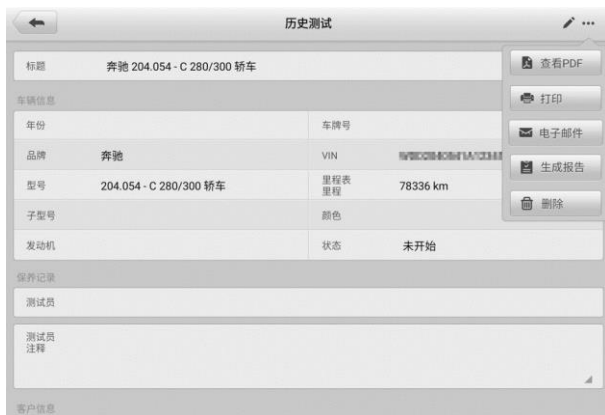 历史测试
标题 奔驰 204.054 - C 280/300 轿车
查看PDF
打印
电子邮件
生成报告
删除
车辆信息
年份 车牌号
品牌 奔驰 VIN
型号 204.054 - C 280/300 轿车 里程表里程 78336 km
子型号 颜色
发动机 状态 未开始
保养记录
测试员
测试员
注释
客户信息